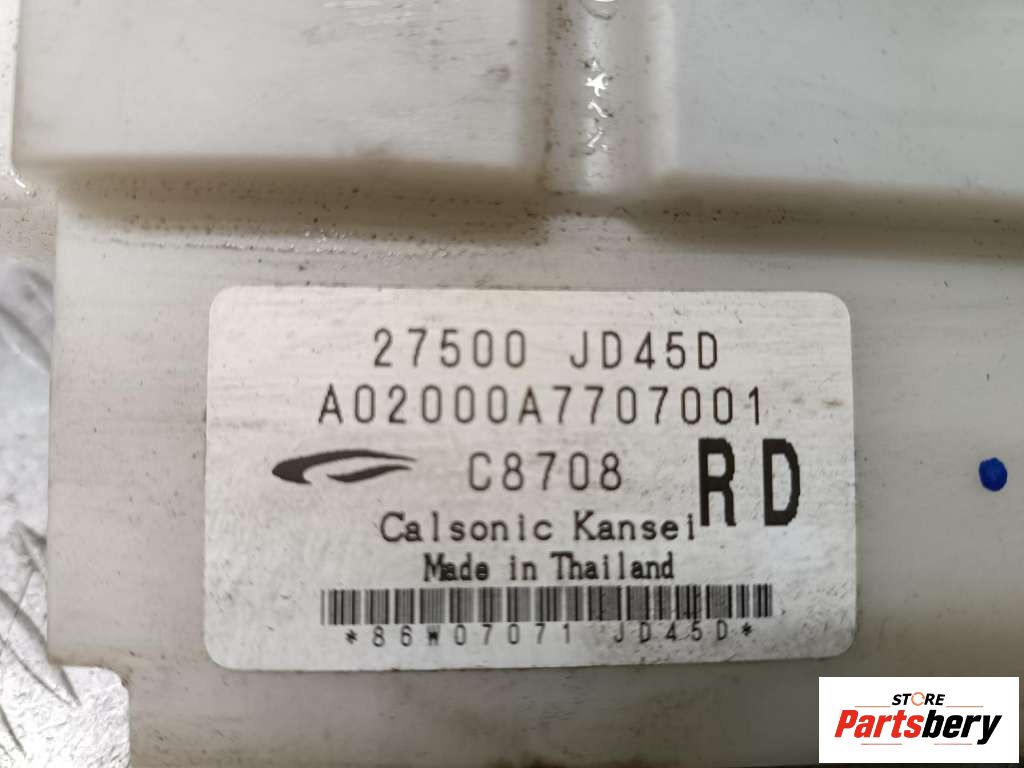 27500 JD45D
A02000A7707001
C8708 RD
Calsonic Kansei
Made in Thailand
*86W07071 JD45D*
STORE
Partsbery